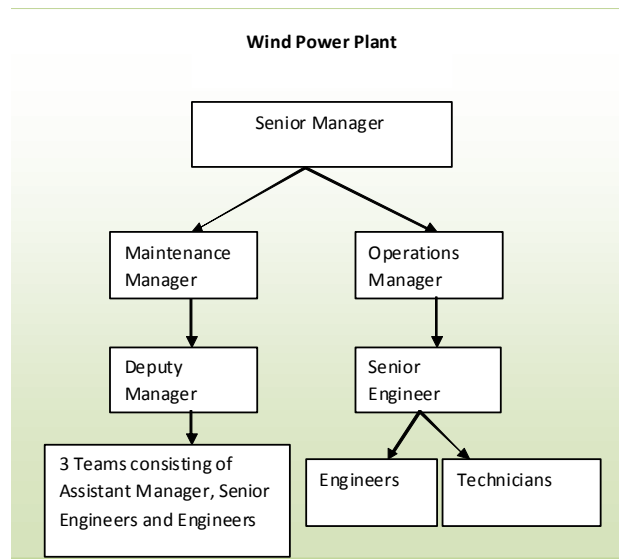 Wind Power Plant
Senior Manager
Maintenance
Manager
Operations
Manager
Deputy
Manager
Senior
Engineer
3 Teams consisting of
Assistant Manager, Senior
Engineers and Engineers
Engineers
Technicians